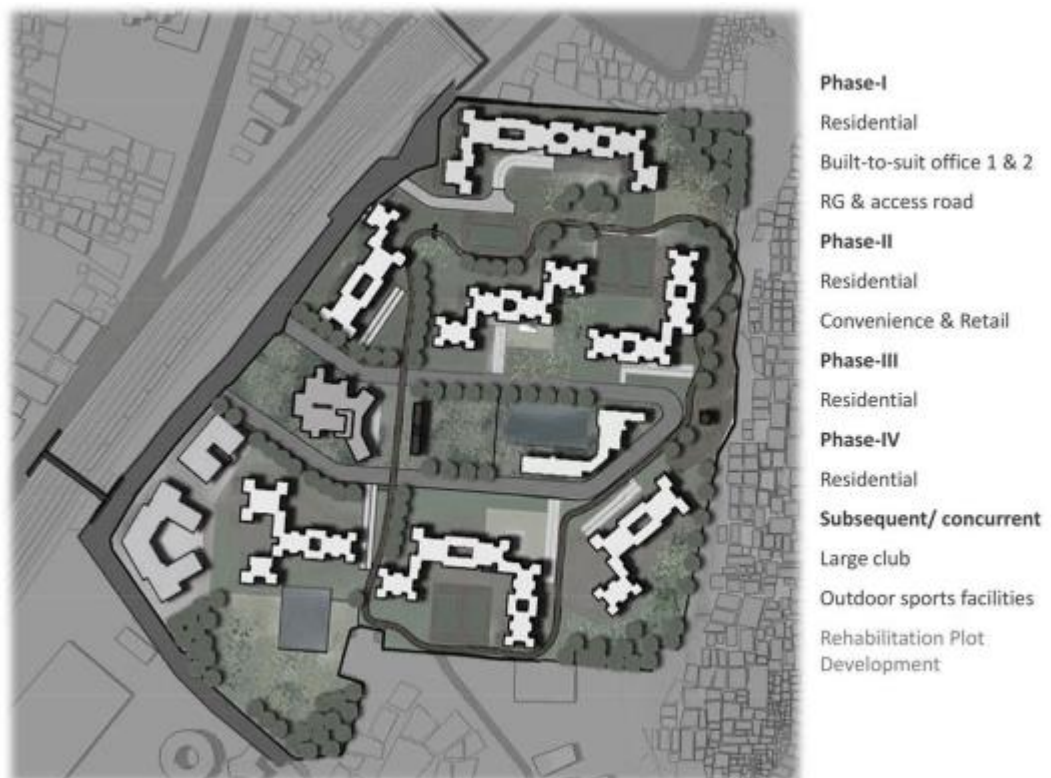 Phase-I
Residential
Built-to-suit office 1 & 2
RG & access road
Phase-II
Residential
Convenience & Retail
Phase-III
Residential
Phase-IV
Residential
Subsequent/ concurrent
Large club
Outdoor sports facilities
Rehabilitation Plot
Development